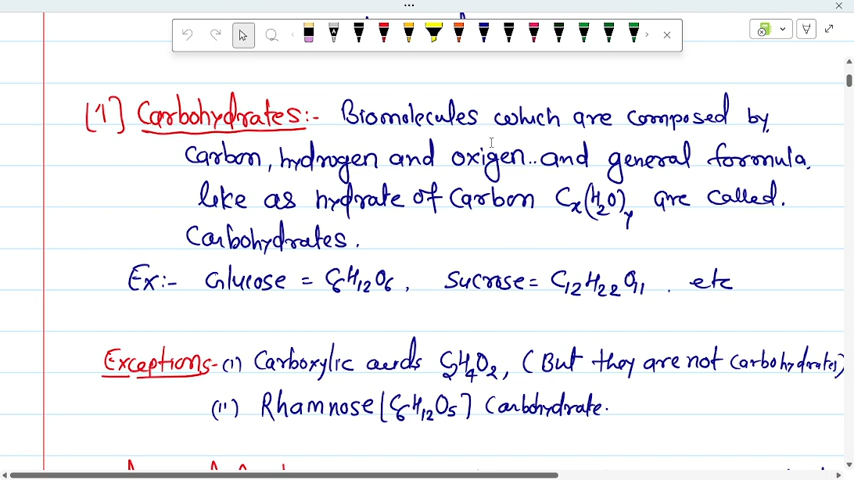 [1] Carbohydrates:- Biomolecules which are composed by
Carbon, hydrogen and oxigen.. and general formula.
like as hydrate of Carbon Cx(H2O)y are called.
Carbohydrates.
Ex:- Glucose = C6H12O6, Sucrose = C12H22O11. etc
Exceptions-(i) Carboxylic acids C2H4O2, (But they are not carbohydrates)
(ii) Rhamnose [C6H12O5] Carbohydrate.